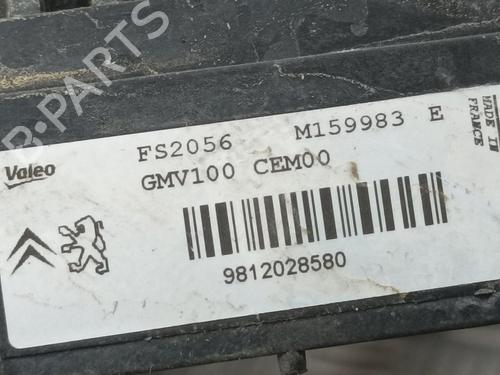 B-PARTS
Valeo
FS2056 M159983 E
GMV100 CEM00
9812028580
MADE IN
FRANCE